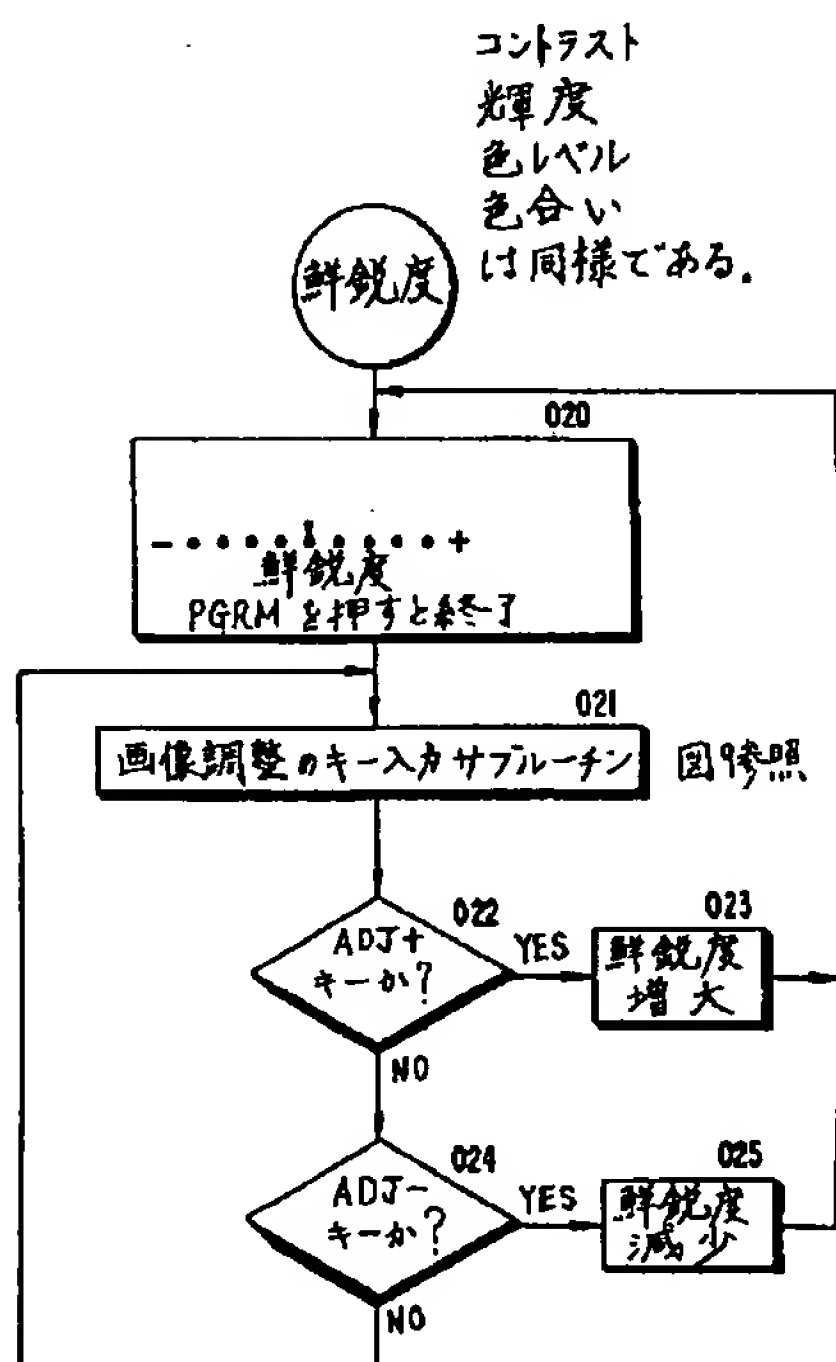 コントラスト
輝度
色レベル
色合い
は同様である。
鮮鋭度
020
- • • • • • • • • • +
鮮鋭度
PGRM を押すと終了
021
画像調整のキー入力サブルーチン 図9参照
022
ADJ+
キーか?
YES
023
鮮鋭度
増大
NO
024
ADJ-
キーか?
YES
025
鮮鋭度
減少
NO